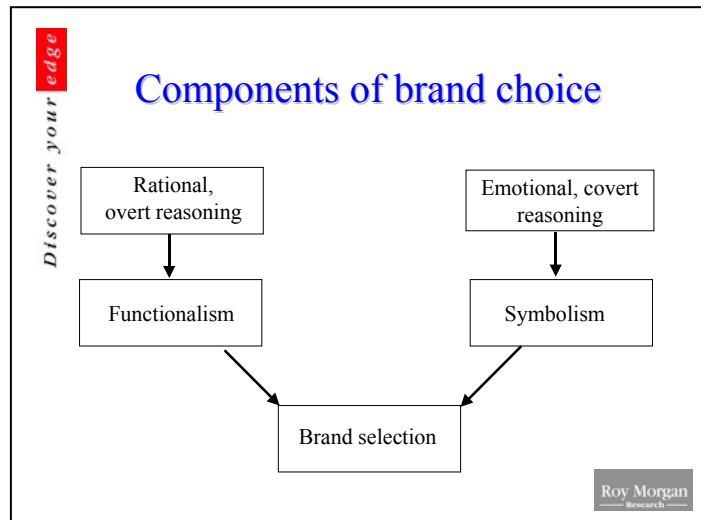 Discover your edge
Components of brand choice
Rational,
overt reasoning
Emotional, covert
reasoning
Functionalism
Symbolism
Brand selection
Roy Morgan
Research